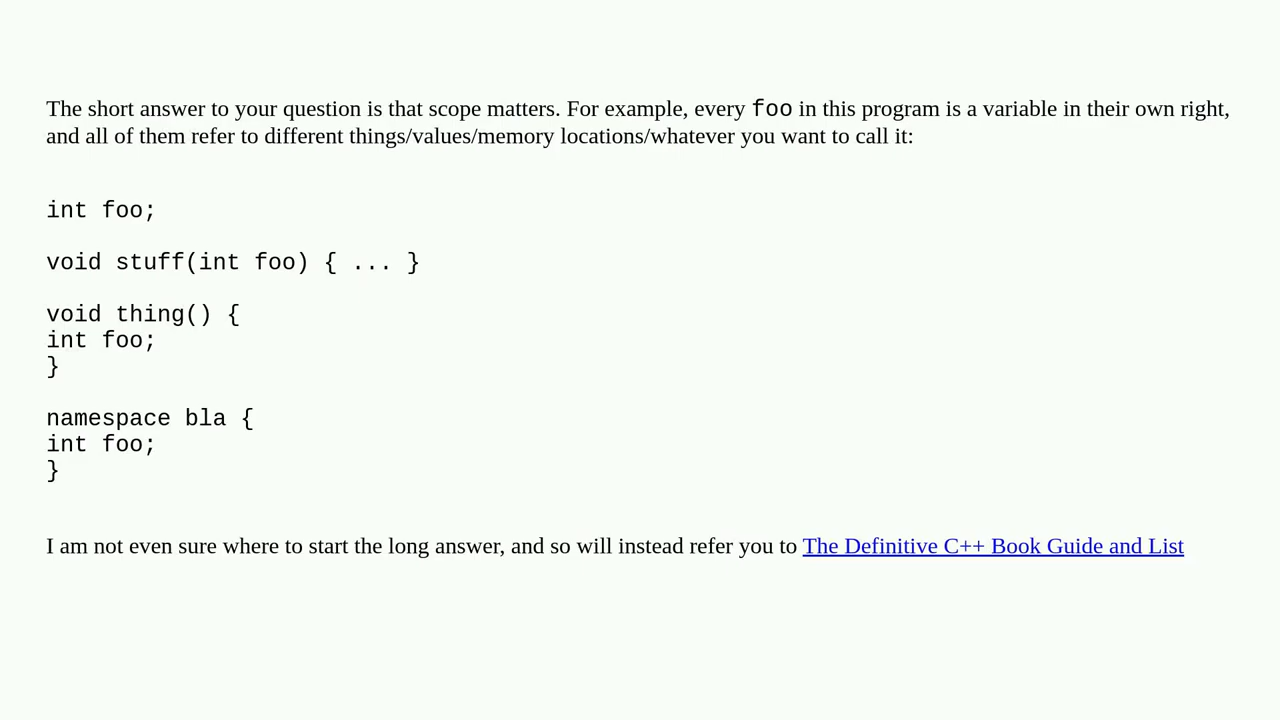 The short answer to your question is that scope matters. For example, every foo in this program is a variable in their own right,
and all of them refer to different things/values/memory locations/whatever you want to call it:
int foo;
void stuff(int foo) { ... }
void thing() {
int foo;
}
namespace bla {
int foo;
}
I am not even sure where to start the long answer, and so will instead refer you to The Definitive C++ Book Guide and List